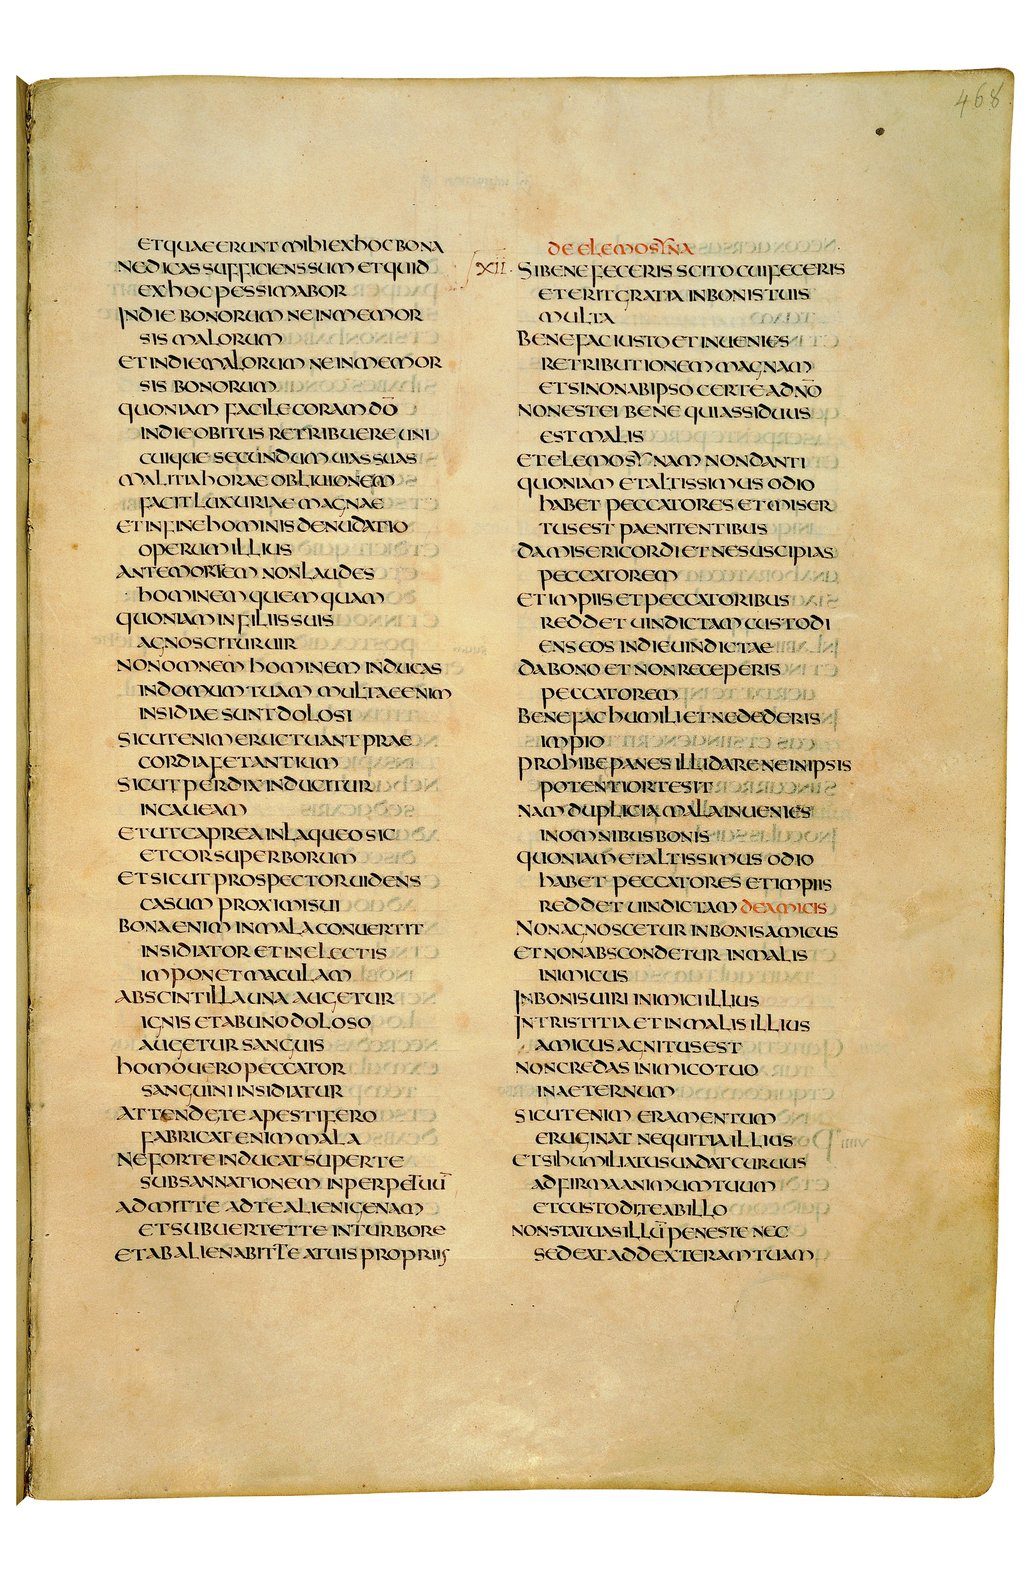 468
ET QUAE ERUNT MIHI EX HOC BONA
NE DICAS SUFFICIENS SUM ET QUID
EX HOC PESSIMABOR
IN DIE BONORUM NE INMEMOR
SIS MALORUM
ET IN DIE MALORUM NE INMEMOR
SIS BONORUM
QUONIAM FACILE CORAM DŌ
IN DIE OBITUS RETRIBUERE UNI
CUIQUE SECUNDUM UIAS SUAS
MALITIA HORAE OBLIUIONEM
FACIT LUXURIAE MAGNAE
ET IN FINE HOMINIS DENUDATIO
OPERUM ILLIUS
ANTE MORTEM NON LAUDES
HOMINEM QUEMQUAM
QUONIAM IN FILIIS SUIS
AGNOSCITUR UIR
NON OMNEM HOMINEM INDUCAS
IN DOMUM TUAM MULTAE ENIM
INSIDIAE SUNT DOLOSI
SICUT ENIM ERUCTUANT PRAE
CORDIA FETANTIUM
SICUT PERDIX INDUCITUR
IN CAUEAM
ET UT CAPREA IN LAQUEO SIC
ET COR SUPERBORUM
ET SICUT PROSPECTOR UIDENS
CASUM PROXIMI SUI
BONA ENIM IN MALA CONUERTIT
INSIDIATOR ET IN ELECTIS
IMPONET MACULAM
AB SCINTILLA UNA AUGETUR
IGNIS ET AB UNO DOLOSO
AUGETUR SANGUIS
HOMO UERO PECCATOR
SANGUINI INSIDIATUR
ATTENDE TE A PESTIFERO
FABRICAT ENIM MALA
NE FORTE INDUCAT SUPER TE
SUBSANNATIONEM IN PERPETUŪ
ADMITTE AD TE ALIENIGENAM
ET SUBUERTET TE IN TURBORE
ET ABALIENABIT TE A TUIS PROPRIIS
DE ELEMOSYNA
XII· SI BENEFECERIS SCITO CUI FECERIS
ET ERIT GRATIA IN BONIS TUIS
MULTA
BENEFAC IUSTO ET INUENIES
RETRIBUTIONEM MAGNAM
ET SI NON AB IPSO CERTE A DN̄O
NON EST EI BENE QUI ASSIDUUS
EST MALIS
ET ELEMOSYNAM NON DANTI
QUONIAM ET ALTISSIMUS ODIO
HABET PECCATORES ET MISER
TUS EST PAENITENTIBUS
DA MISERICORDI ET NE SUSCIPIAS
PECCATOREM
ET IMPIIS ET PECCATORIBUS
REDDET UINDICTAM CUSTODI
ENS EOS IN DIE UINDICTAE
DA BONO ET NON RECEPERIS
PECCATOREM
BENEFAC HUMILI ET NE DEDERIS
IMPIO
PROHIBE PANES ILLI DARE NE IN IPSIS
POTENTIOR TE SIT
NAM DUPLICIA MALA INUENIES
IN OMNIBUS BONIS
QUONIAM ET ALTISSIMUS ODIO
HABET PECCATORES ET IMPIIS
REDDET UINDICTAM DE AMICIS
NON AGNOSCETUR IN BONIS AMICUS
ET NON ABSCONDETUR IN MALIS
INIMICUS
IN BONIS UIRI INIMICI ILLIUS
IN TRISTITIA ET IN MALIS ILLIUS
AMICUS AGNITUS EST
NON CREDAS INIMICO TUO
IN AETERNUM
SICUT ENIM ERAMENTUM
ERUGINAT NEQUITIA ILLIUS
ET SI HUMILIATUS UADAT CURUUS
ADFIRMA ANIMUM TUUM
ET CUSTODI TE AB ILLO
NON STATUAS ILLŪ PENES TE NEC
SEDEAT AD DEXTERAM TUAM